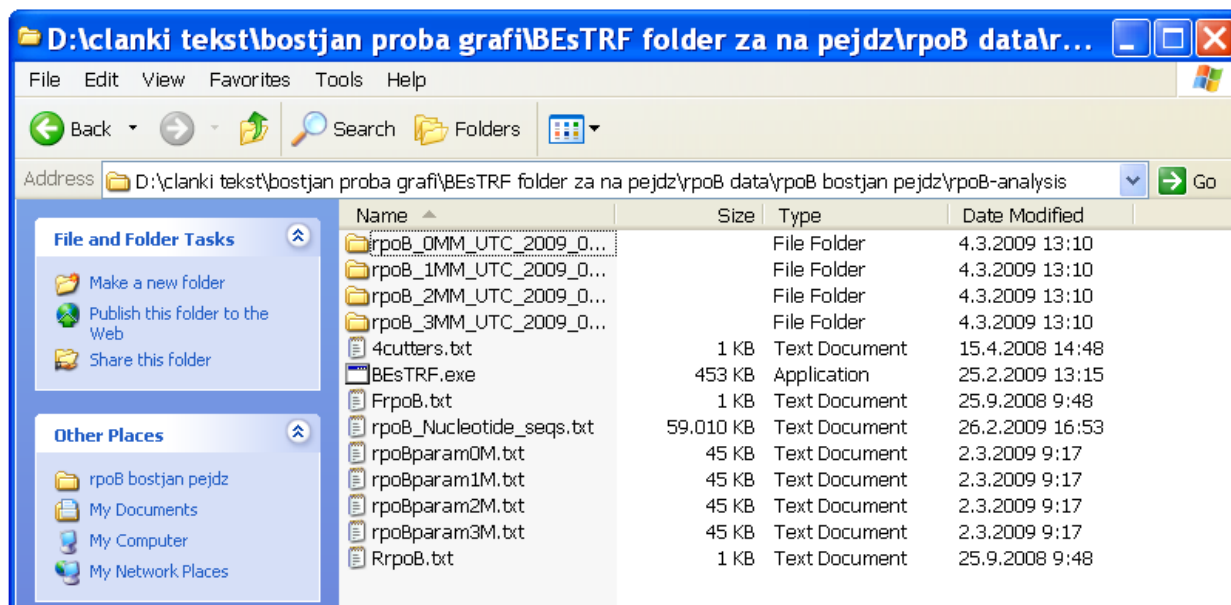 D:\clanki tekst\bostjan proba grafi\BEsTRF folder za na pejdz\rpoB data\r...
File Edit View Favorites Tools Help
Back Search Folders
Address D:\clanki tekst\bostjan proba grafi\BEsTRF folder za na pejdz\rpoB data\rpoB bostjan pejdz\rpoB-analysis Go
File and Folder Tasks
Make a new folder
Publish this folder to the
Web
Share this folder
Other Places
rpoB bostjan pejdz
My Documents
My Computer
My Network Places
Name Size Type Date Modified
rpoB_0MM_UTC_2009_0... File Folder 4.3.2009 13:10
rpoB_1MM_UTC_2009_0... File Folder 4.3.2009 13:10
rpoB_2MM_UTC_2009_0... File Folder 4.3.2009 13:10
rpoB_3MM_UTC_2009_0... File Folder 4.3.2009 13:10
4cutters.txt 1 KB Text Document 15.4.2008 14:48
BEsTRF.exe 453 KB Application 25.2.2009 13:15
FrpoB.txt 1 KB Text Document 25.9.2008 9:48
rpoB_Nucleotide_seqs.txt 59.010 KB Text Document 26.2.2009 16:53
rpoBparam0M.txt 45 KB Text Document 2.3.2009 9:17
rpoBparam1M.txt 45 KB Text Document 2.3.2009 9:17
rpoBparam2M.txt 45 KB Text Document 2.3.2009 9:17
rpoBparam3M.txt 45 KB Text Document 2.3.2009 9:17
RrpoB.txt 1 KB Text Document 25.9.2008 9:48